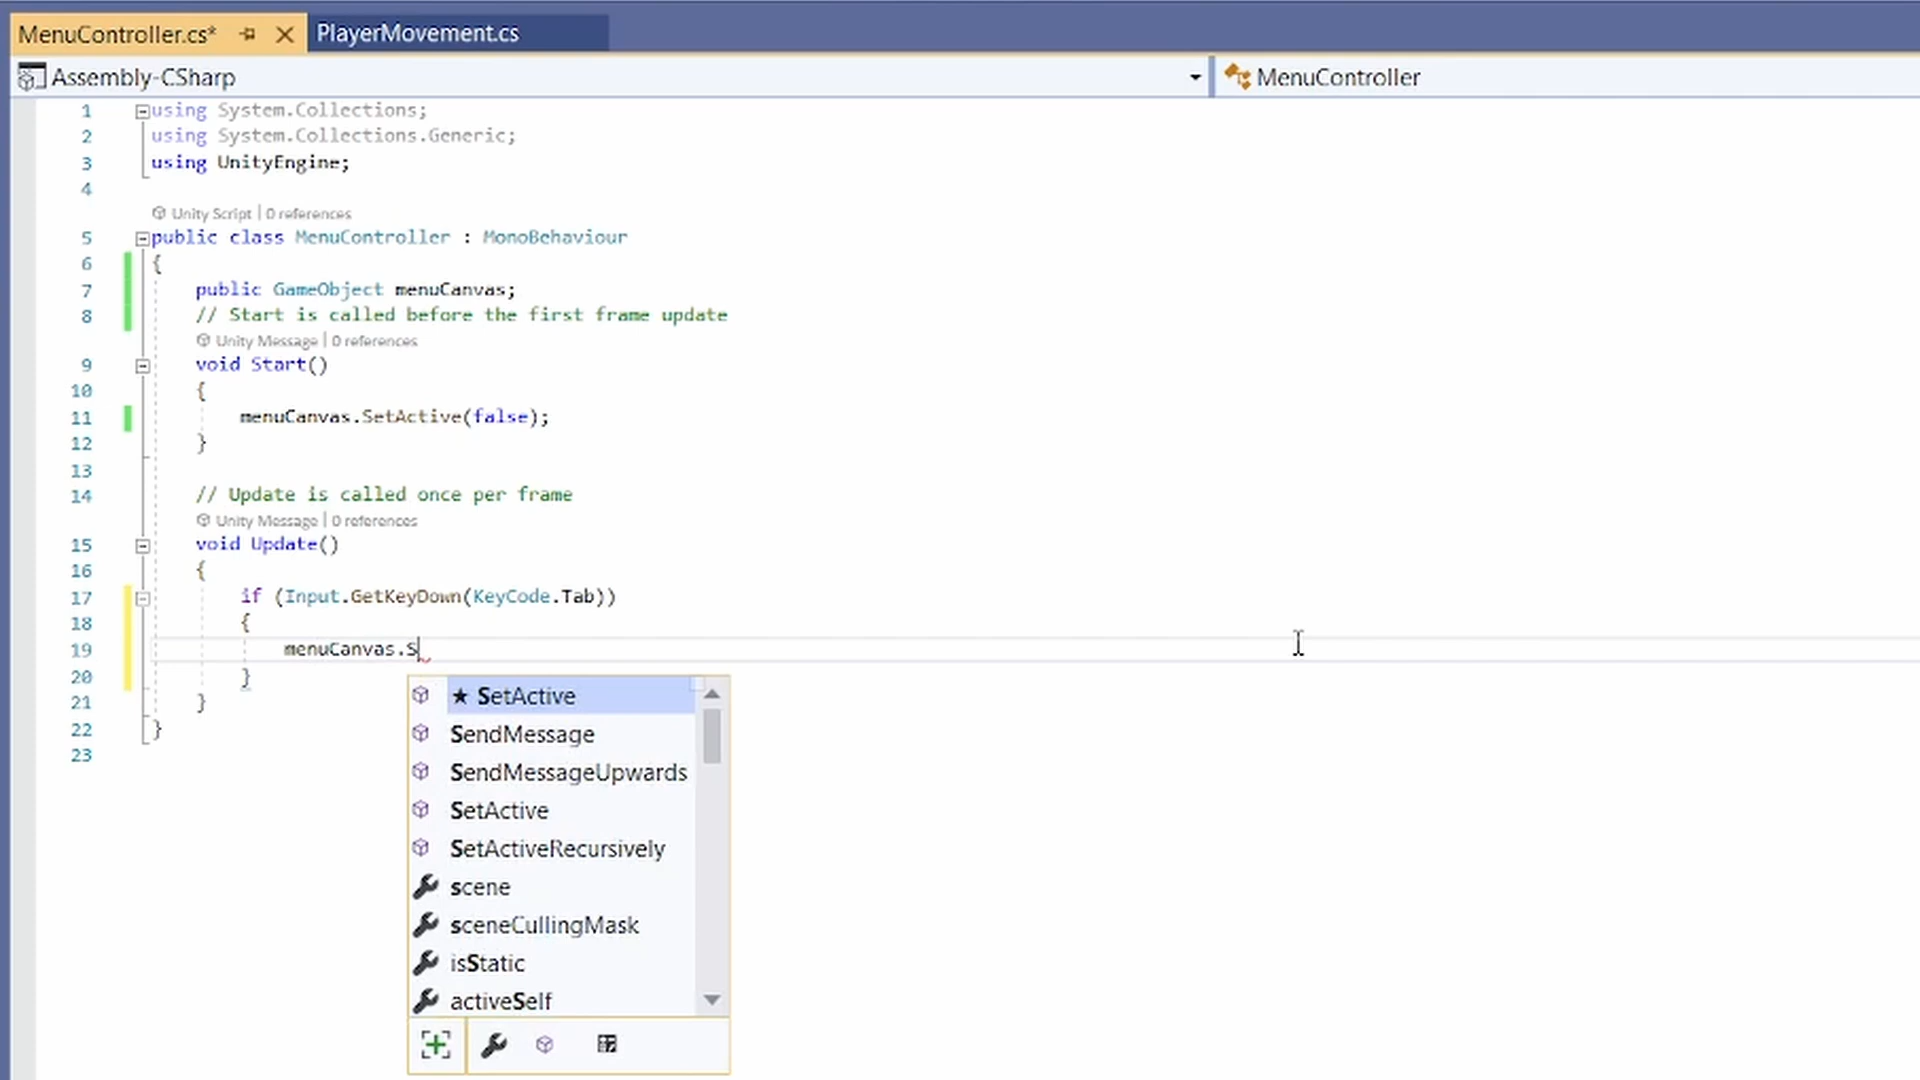 MenuController.cs* PlayerMovement.cs
Assembly-CSharp MenuController
1 using System.Collections;
2 using System.Collections.Generic;
3 using UnityEngine;
4
Unity Script | 0 references
5 public class MenuController : MonoBehaviour
6 {
7 public GameObject menuCanvas;
8 // Start is called before the first frame update
Unity Message | 0 references
9 void Start()
10 {
11 menuCanvas.SetActive(false);
12 }
13
14 // Update is called once per frame
Unity Message | 0 references
15 void Update()
16 {
17 if (Input.GetKeyDown(KeyCode.Tab))
18 {
19 menuCanvas.S
20 }
21 }
22 }
23
★ SetActive
SendMessage
SendMessageUpwards
SetActive
SetActiveRecursively
scene
sceneCullingMask
isStatic
activeSelf